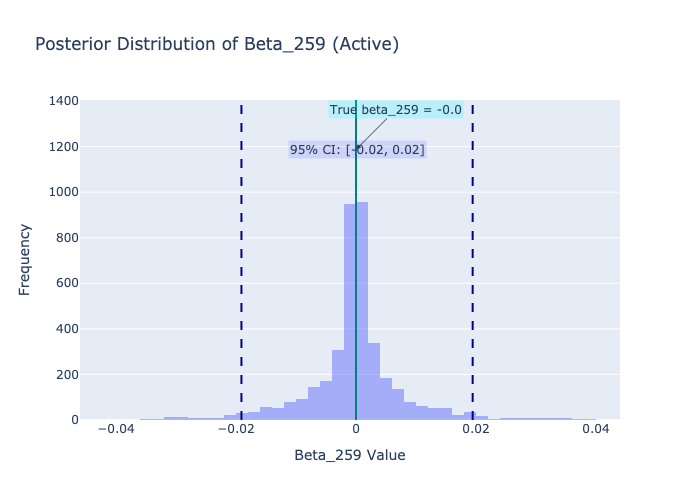 Posterior Distribution of Beta_259 (Active)
1400
1200
1000
800
600
400
200
0
Frequency
True beta_259 = -0.0
95% CI: [-0.02, 0.02]
−0.04
−0.02
0
0.02
0.04
Beta_259 Value